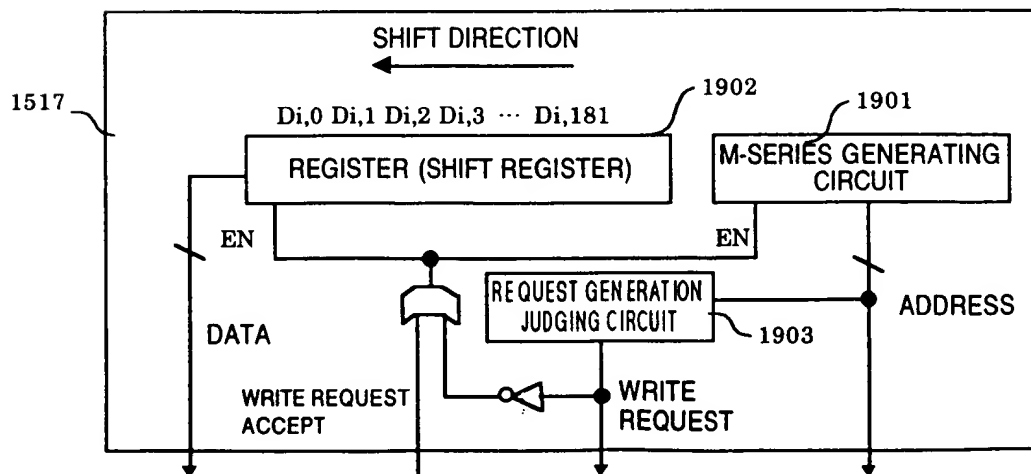 SHIFT DIRECTION
1517
1902
1901
Di,0 Di,1 Di,2 Di,3 ... Di,181
REGISTER (SHIFT REGISTER)
M-SERIES GENERATING
CIRCUIT
EN
EN
REQUEST GENERATION
JUDGING CIRCUIT
ADDRESS
1903
DATA
WRITE REQUEST
ACCEPT
WRITE
REQUEST